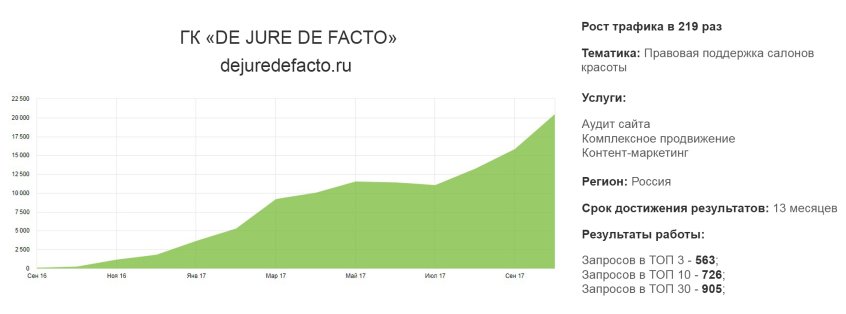 ГК «DE JURE DE FACTO»
dejuredefacto.ru
22 500
20 000
17 500
15 000
12 500
10 000
7 500
5 000
2 500
0
Сен 16
Ноя 16
Янв 17
Мар 17
Май 17
Июл 17
Сен 17
Рост трафика в 219 раз
Тематика: Правовая поддержка салонов
красоты
Услуги:
Аудит сайта
Комплексное продвижение
Контент-маркетинг
Регион: Россия
Срок достижения результатов: 13 месяцев
Результаты работы:
Запросов в ТОП 3 - 563;
Запросов в ТОП 10 - 726;
Запросов в ТОП 30 - 905;